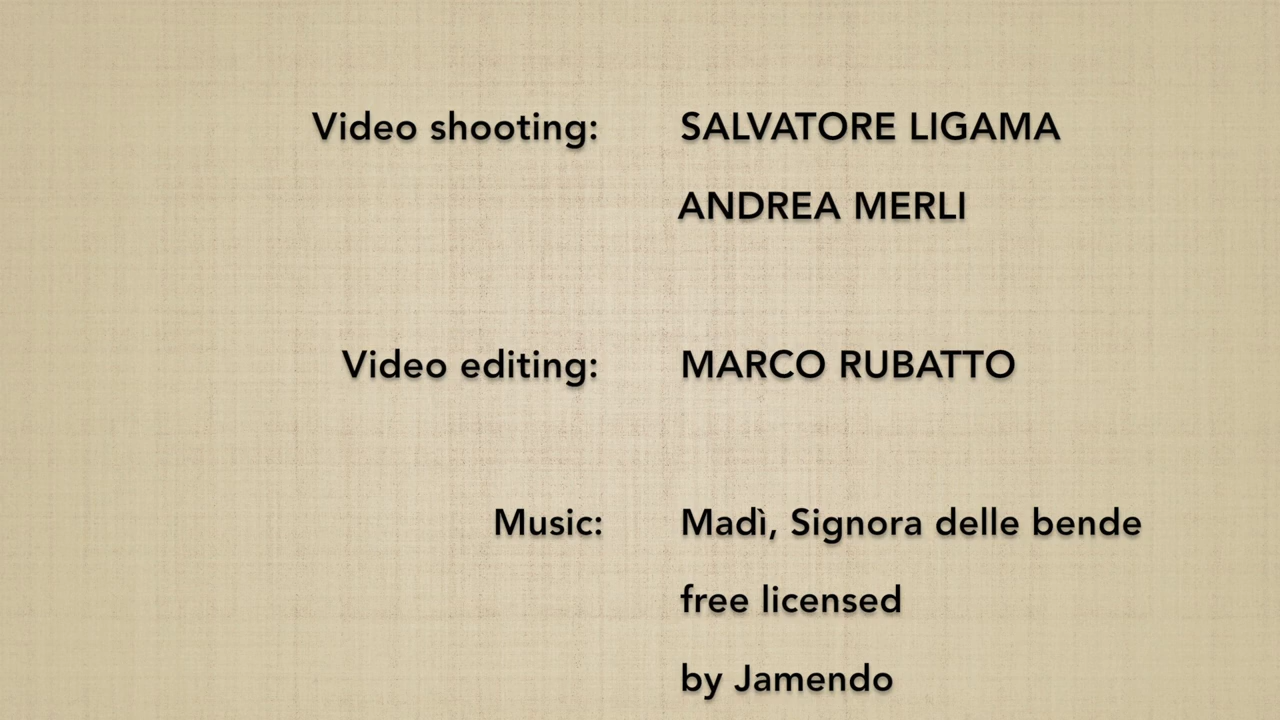 Video shooting: SALVATORE LIGAMA
ANDREA MERLI
Video editing: MARCO RUBATTO
Music: Madì, Signora delle bende
free licensed
by Jamendo